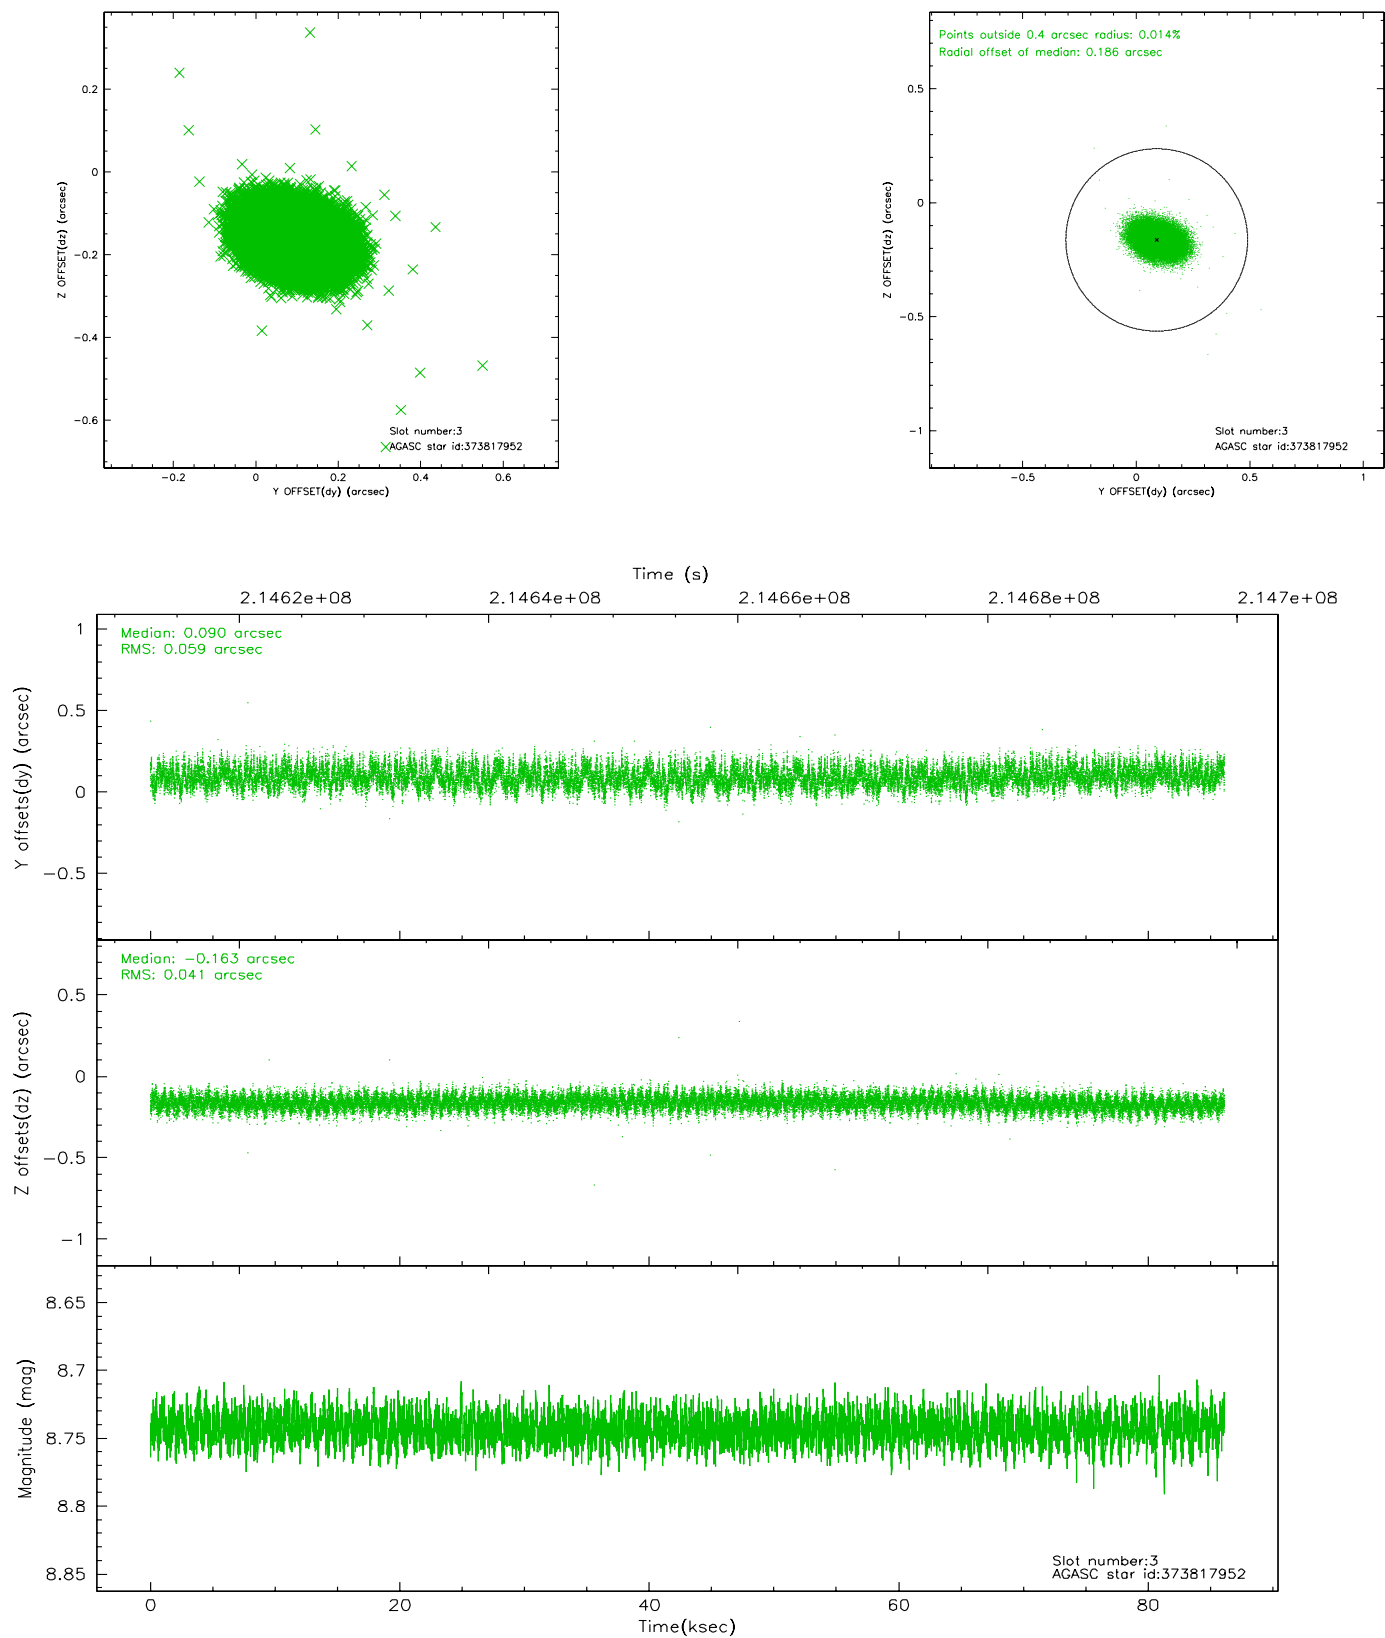 0.2
0
−0.2
−0.4
−0.6
Z OFFSET(dz) (arcsec)
−0.2 0 0.2 0.4 0.6
Y OFFSET(dy) (arcsec)
Slot number:3
AGASC star id:373817952
Points outside 0.4 arcsec radius: 0.014%
Radial offset of median: 0.186 arcsec
0.5
0
−0.5
−1
Z OFFSET(dz) (arcsec)
−0.5 0 0.5 1
Y OFFSET(dy) (arcsec)
Slot number:3
AGASC star id:373817952
Time (s)
2.1462e+08 2.1464e+08 2.1466e+08 2.1468e+08 2.147e+08
Median: 0.090 arcsec
RMS: 0.059 arcsec
1
0.5
0
−0.5
Y offsets(dy) (arcsec)
Median: −0.163 arcsec
RMS: 0.041 arcsec
0.5
0
−0.5
−1
Z offsets(dz) (arcsec)
8.65
8.7
8.75
8.8
8.85
Magnitude (mag)
Slot number:3
AGASC star id:373817952
0 20 40 60 80
Time(ksec)